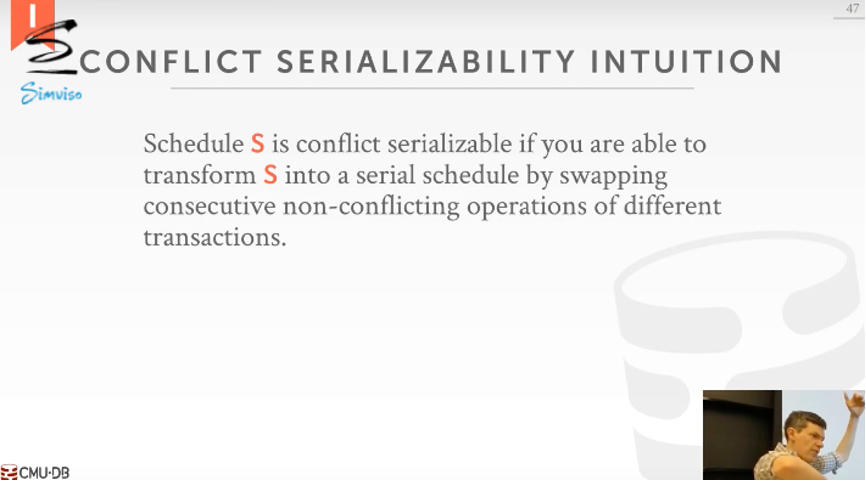 47
CONFLICT SERIALIZABILITY INTUITION
Simviso
Schedule S is conflict serializable if you are able to
transform S into a serial schedule by swapping
consecutive non-conflicting operations of different
transactions.
CMU·DB